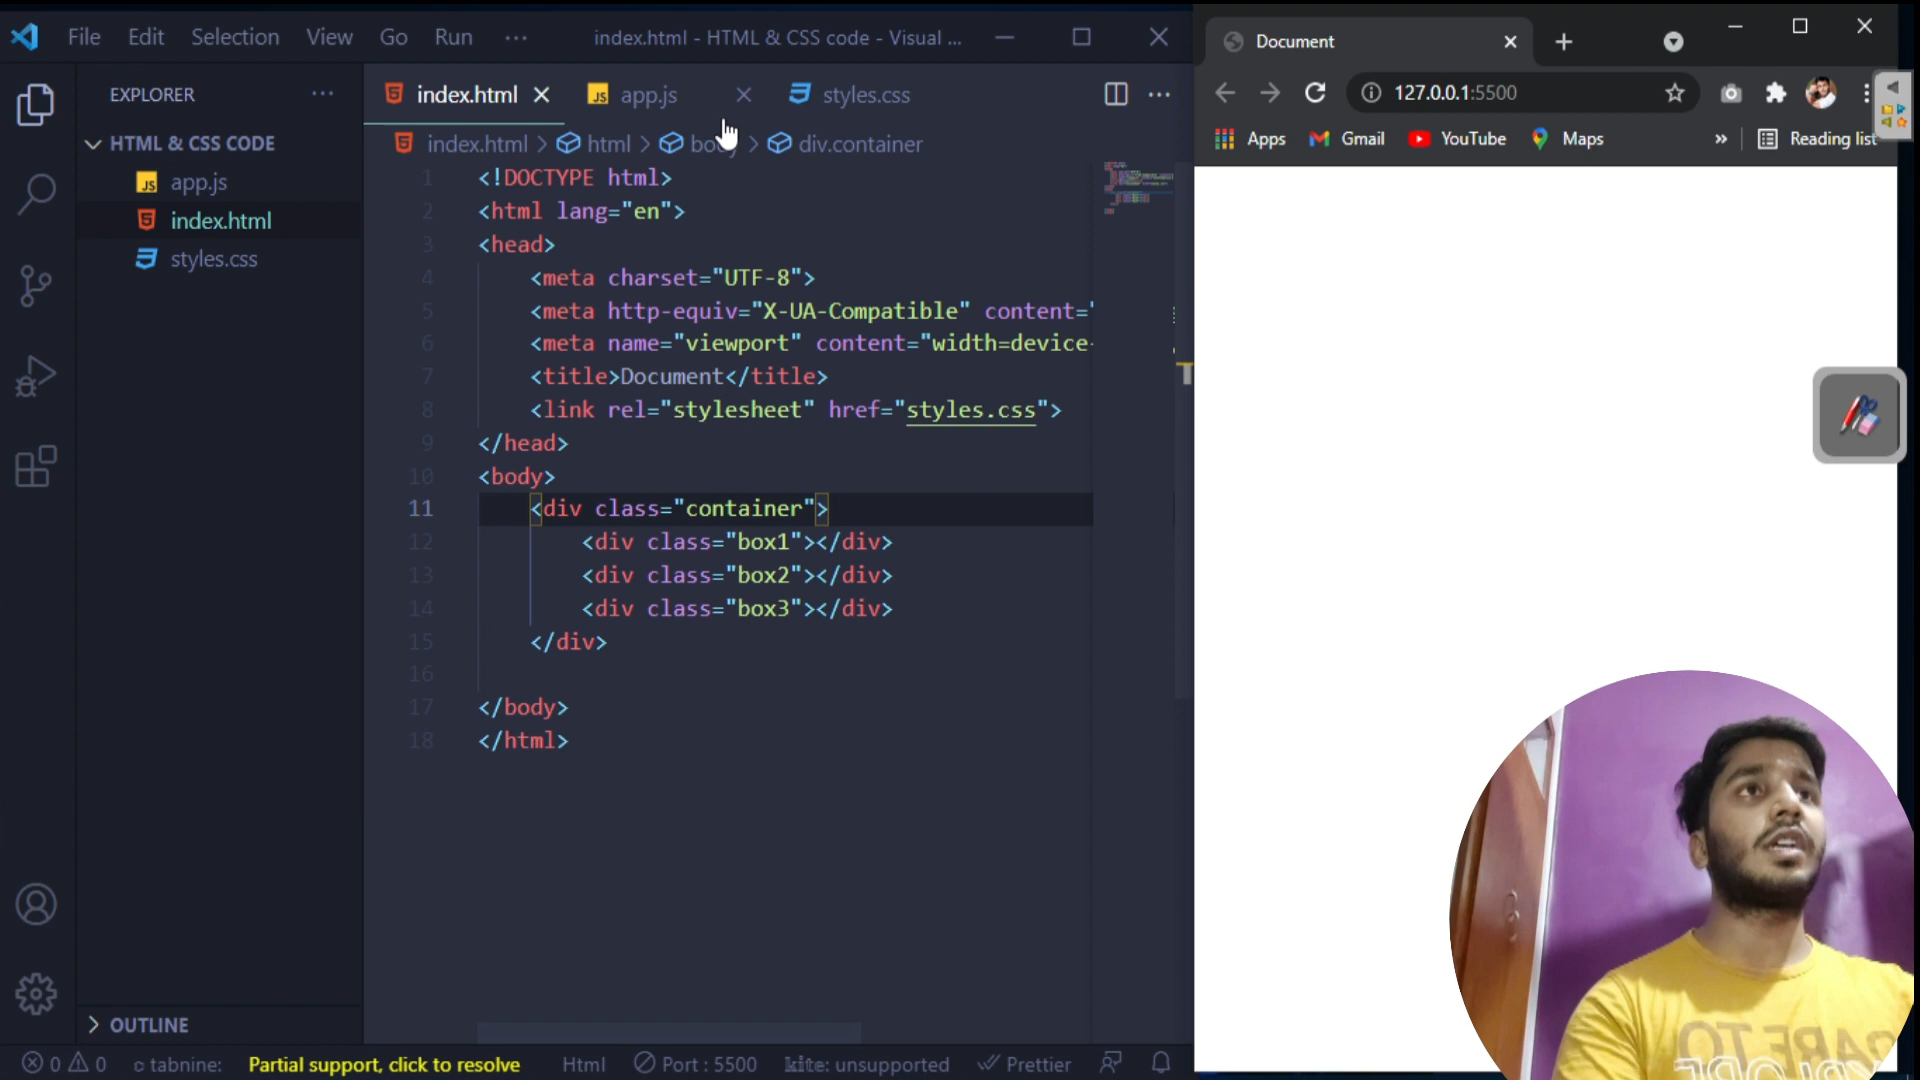 File Edit Selection View Go Run ... index.html - HTML & CSS code - Visual ...
EXPLORER
HTML & CSS CODE
app.js
index.html
styles.css
OUTLINE
index.html app.js styles.css
index.html > html > body > div.container
1 <!DOCTYPE html>
2 <html lang="en">
3 <head>
4 <meta charset="UTF-8">
5 <meta http-equiv="X-UA-Compatible" content="
6 <meta name="viewport" content="width=device-
7 <title>Document</title>
8 <link rel="stylesheet" href="styles.css">
9 </head>
10 <body>
11 <div class="container">
12 <div class="box1"></div>
13 <div class="box2"></div>
14 <div class="box3"></div>
15 </div>
16
17 </body>
18 </html>
0 0 tabnine: Partial support, click to resolve Html Port : 5500 kite: unsupported Prettier
Document
127.0.0.1:5500
Apps Gmail YouTube Maps » Reading list